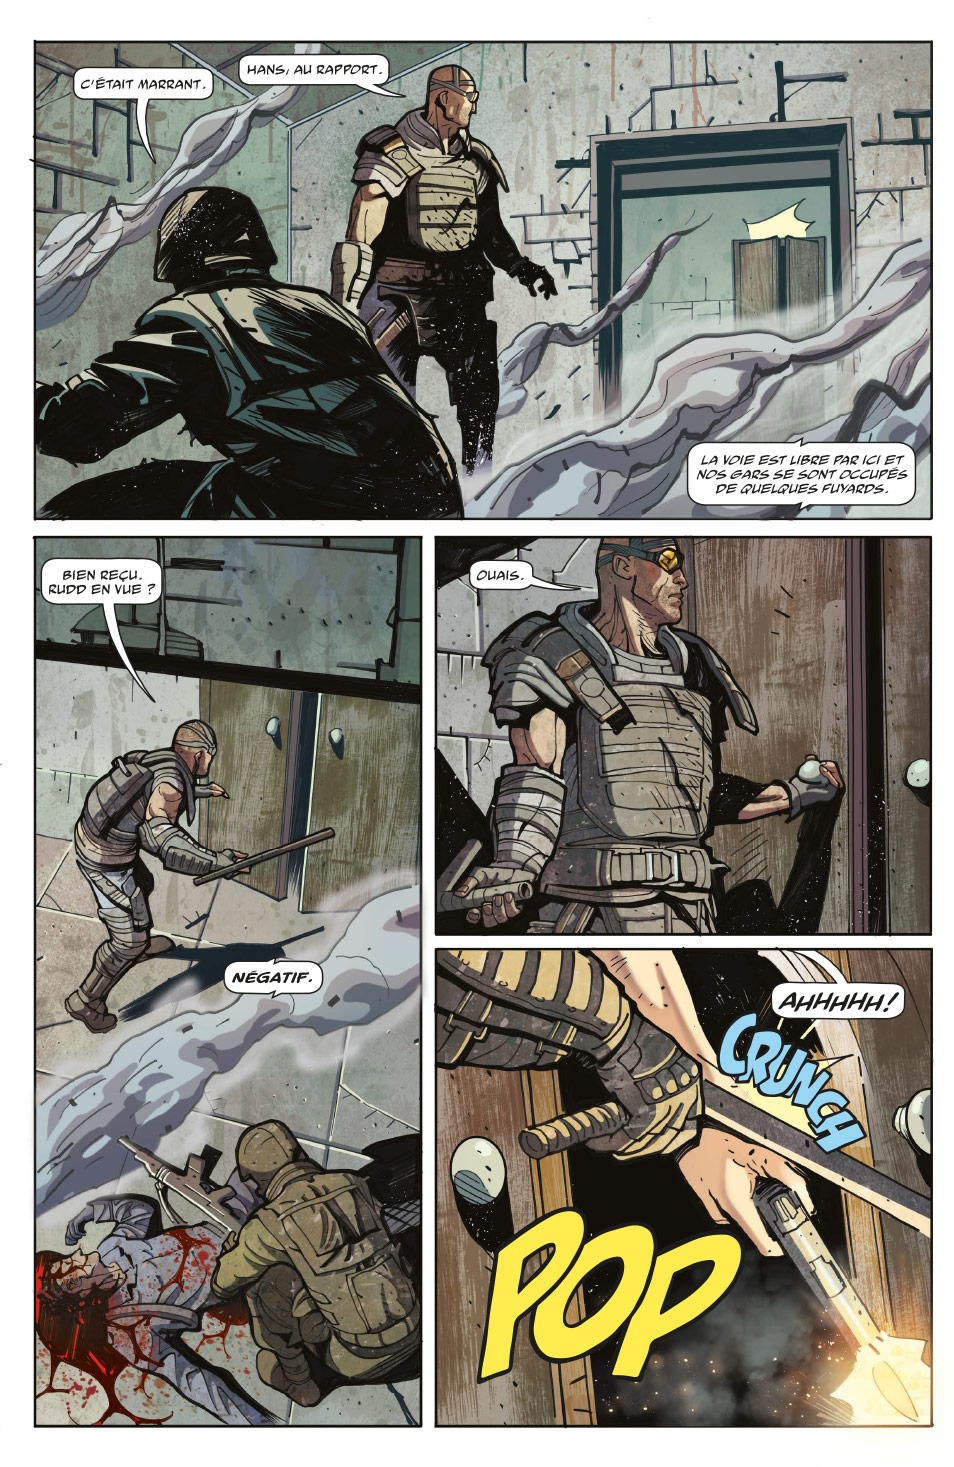 C'ÉTAIT MARRANT.
HANS, AU RAPPORT.
LA VOIE EST LIBRE PAR ICI ET
NOS GARS SE SONT OCCUPÉS
DE QUELQUES FUYARDS.
BIEN REÇU.
RUDD EN VUE ?
NÉGATIF.
OUAIS.
AHHHHH!
CRUNCH
POP